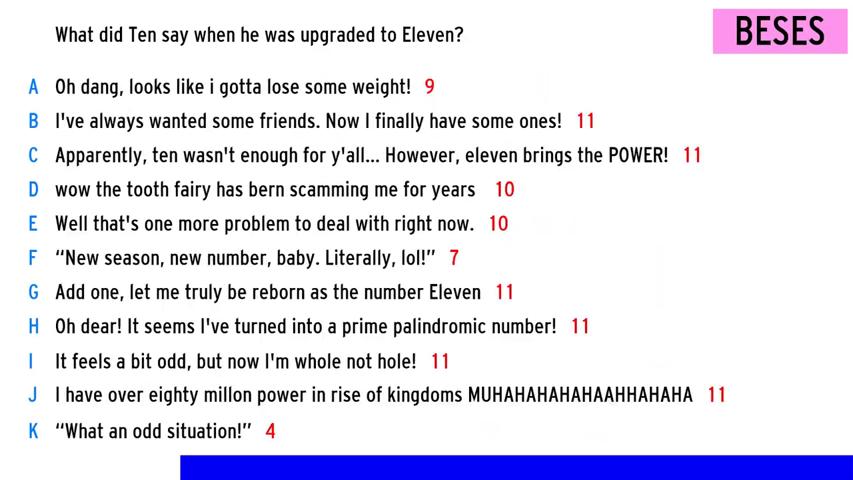 What did Ten say when he was upgraded to Eleven?
BESES
A Oh dang, looks like i gotta lose some weight! 9
B I've always wanted some friends. Now I finally have some ones! 11
C Apparently, ten wasn't enough for y'all... However, eleven brings the POWER! 11
D wow the tooth fairy has bern scamming me for years 10
E Well that's one more problem to deal with right now. 10
F “New season, new number, baby. Literally, lol!” 7
G Add one, let me truly be reborn as the number Eleven 11
H Oh dear! It seems I've turned into a prime palindromic number! 11
I It feels a bit odd, but now I'm whole not hole! 11
J I have over eighty millon power in rise of kingdoms MUHAHAHAHAHAAHHAHAHA 11
K “What an odd situation!” 4